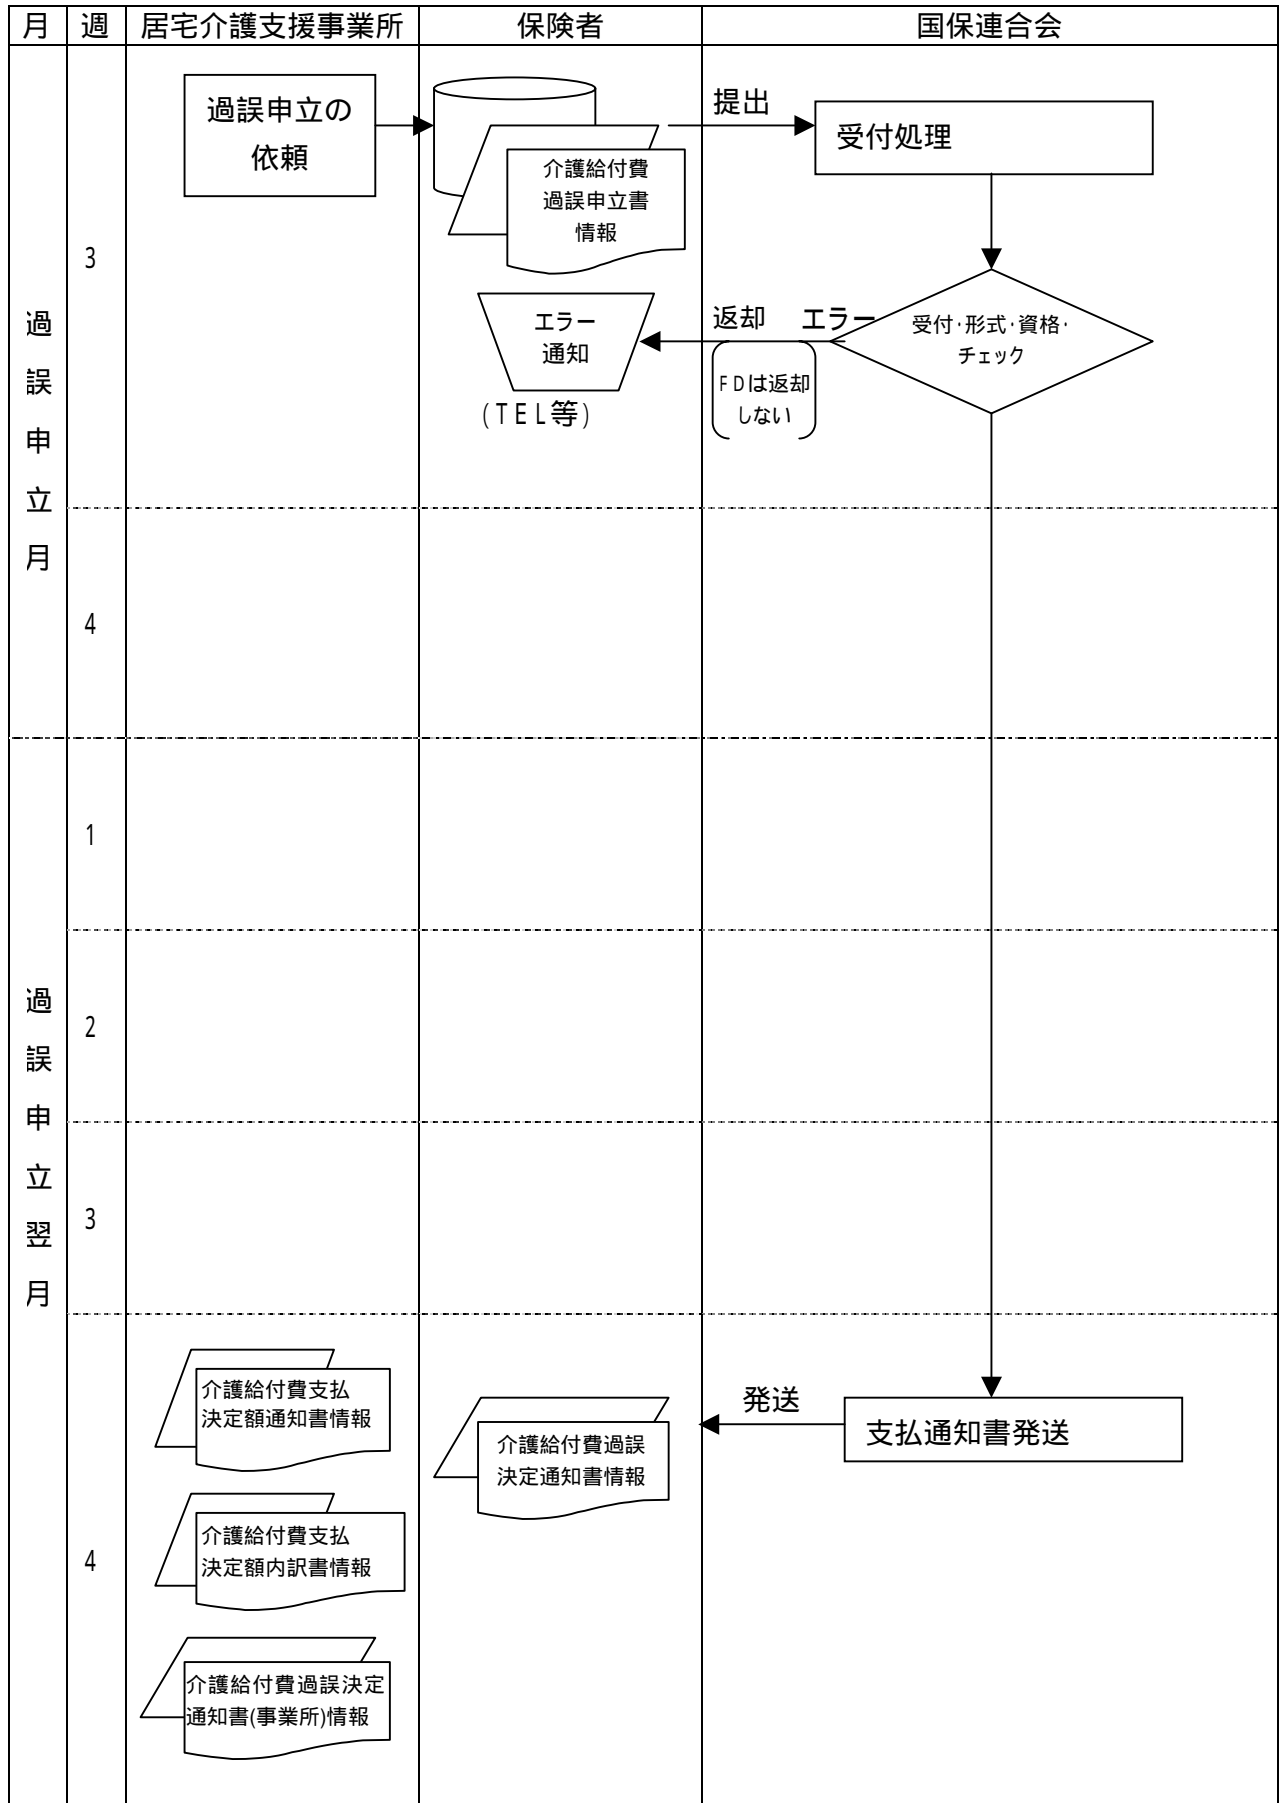 月 週 居宅介護支援事業所 保険者 国保連合会
過誤申立月
3
過誤申立の
依頼
介護給付費
過誤申立書
情報
提出
受付処理
エラー
通知
(TEL等)
返却 エラー
FDは返却
しない
受付・形式・資格・
チェック
4
過誤申立翌月
1
2
3
4
介護給付費支払
決定額通知書情報
介護給付費支払
決定額内訳書情報
介護給付費過誤決定
通知書(事業所)情報
介護給付費過誤
決定通知書情報
発送
支払通知書発送